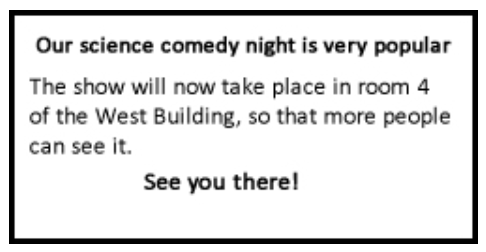 Our science comedy night is very popular
The show will now take place in room 4
of the West Building, so that more people
can see it.
See you there!